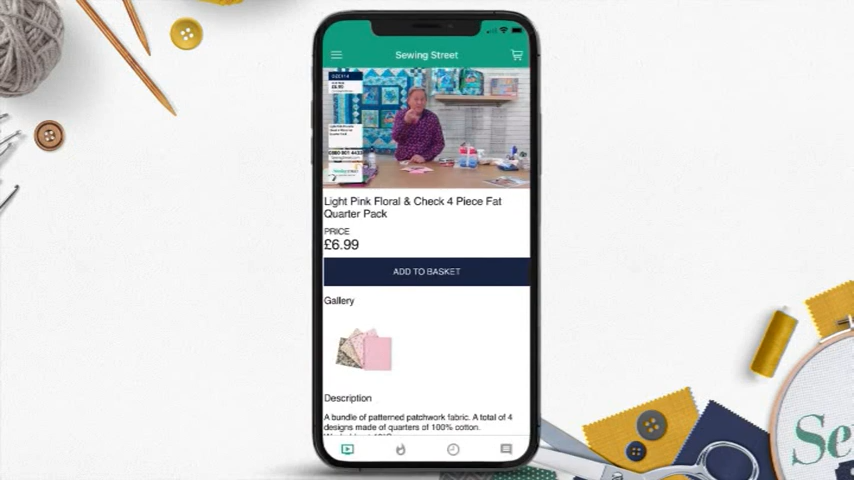 Sewing Street
Light Pink Floral & Check 4 Piece Fat
Quarter Pack
PRICE
£6.99
ADD TO BASKET
Gallery
Description
A bundle of patterned patchwork fabric. A total of 4
designs made of quarters of 100% cotton.
Se